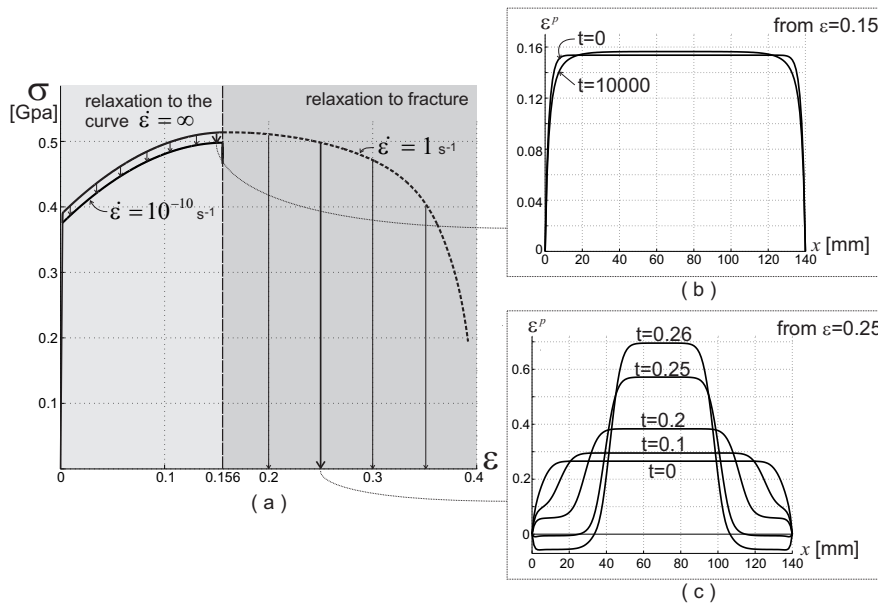 σ
[Gpa]
relaxation to the
curve ε̇ = ∞
relaxation to fracture
ε̇ = 1 s⁻¹
ε̇ = 10⁻¹⁰ s⁻¹
0.5
0.4
0.3
0.2
0.1
0.1
0.156
0.2
0.3
0.4
ε
( a )
εᵖ
from ε=0.15
t=0
t=10000
0.16
0.12
0.08
0.04
0
0 20 40 60 80 100 120 140
x [mm]
( b )
εᵖ
from ε=0.25
t=0.26
t=0.25
t=0.2
t=0.1
t=0
0.6
0.4
0.2
0
0 20 40 60 80 100 120 140
x [mm]
( c )